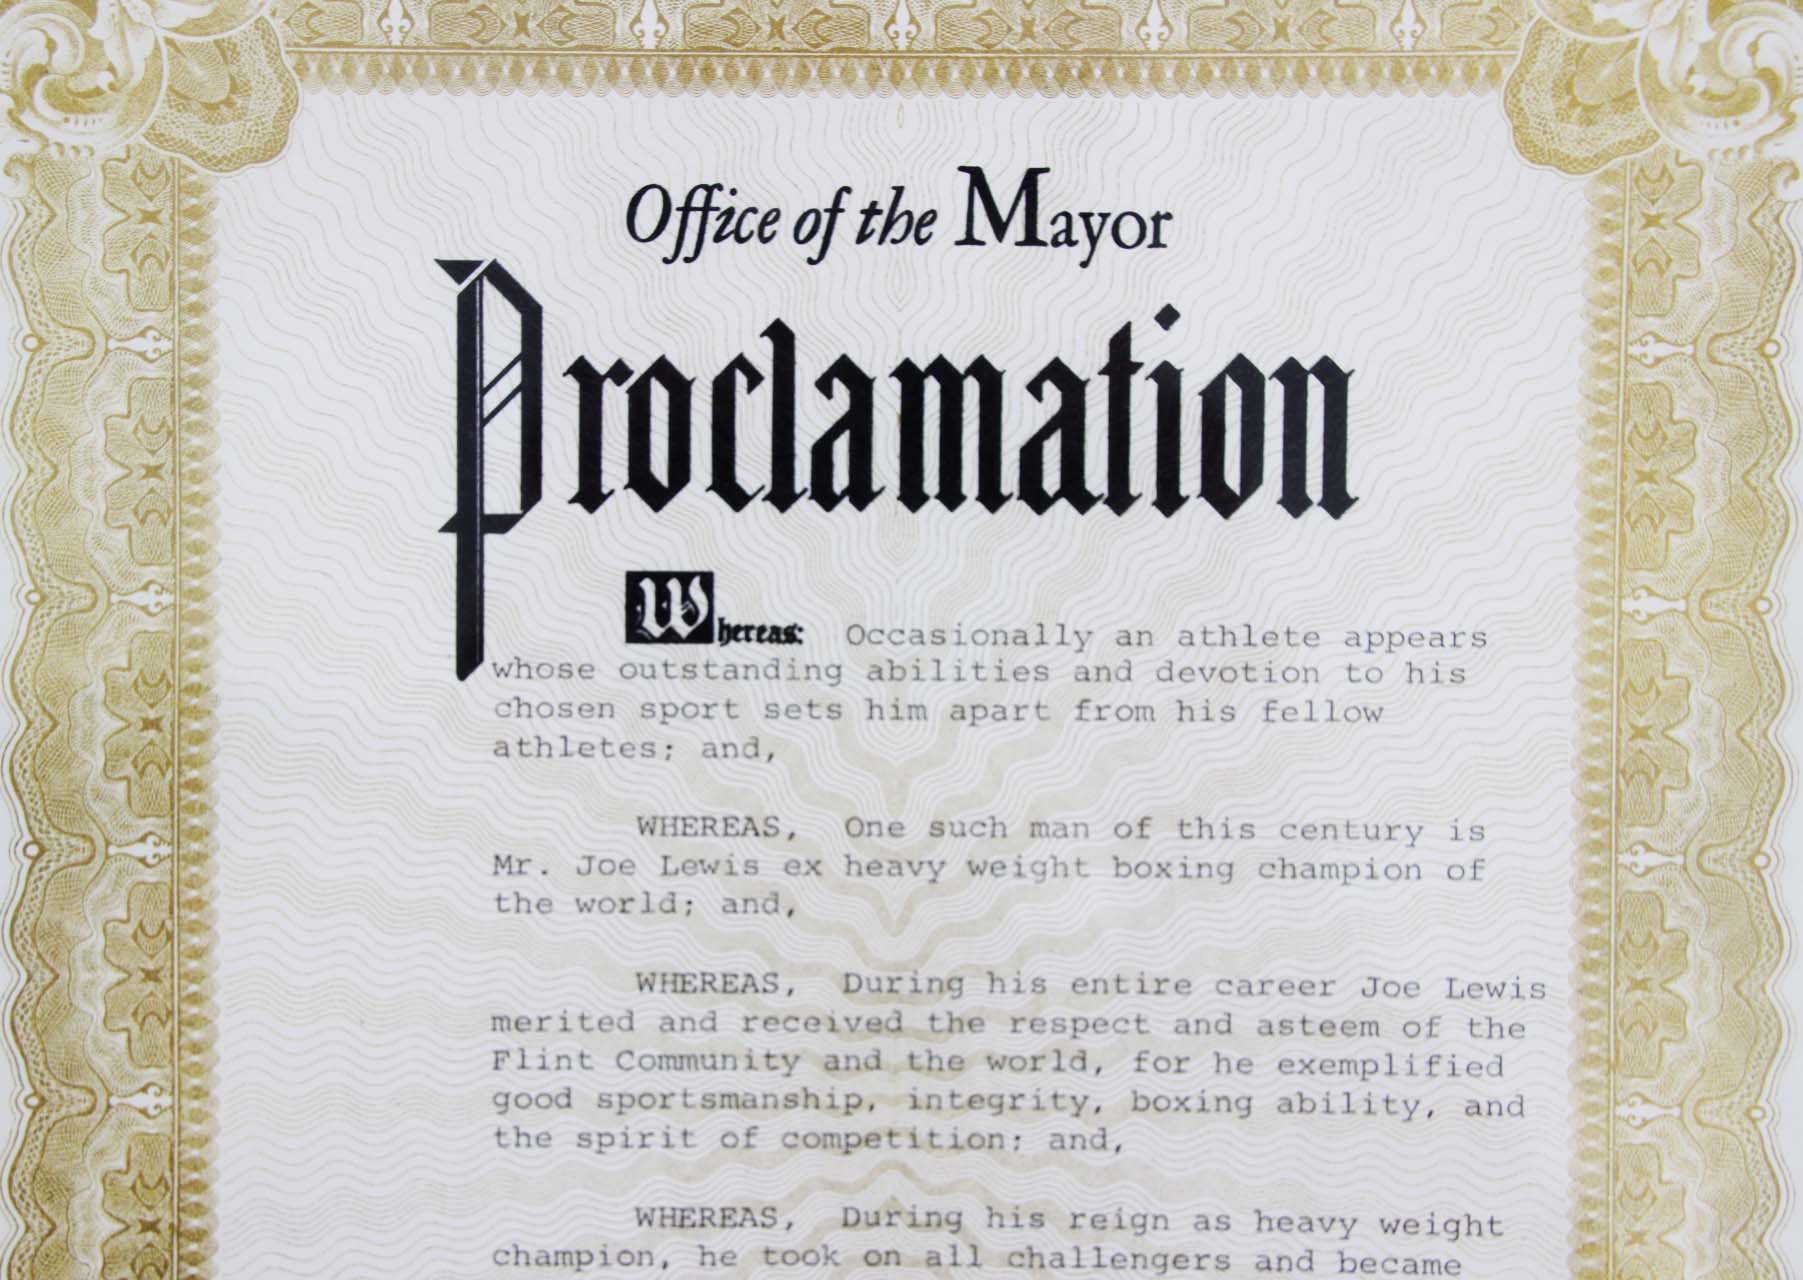 Office of the Mayor
Proclamation
Whereas: Occasionally an athlete appears
whose outstanding abilities and devotion to his
chosen sport sets him apart from his fellow
athletes; and,
WHEREAS, One such man of this century is
Mr. Joe Lewis ex heavy weight boxing champion of
the world; and,
WHEREAS, During his entire career Joe Lewis
merited and received the respect and asteem of the
Flint Community and the world, for he exemplified
good sportsmanship, integrity, boxing ability, and
the spirit of competition; and,
WHEREAS, During his reign as heavy weight
champion, he took on all challengers and became